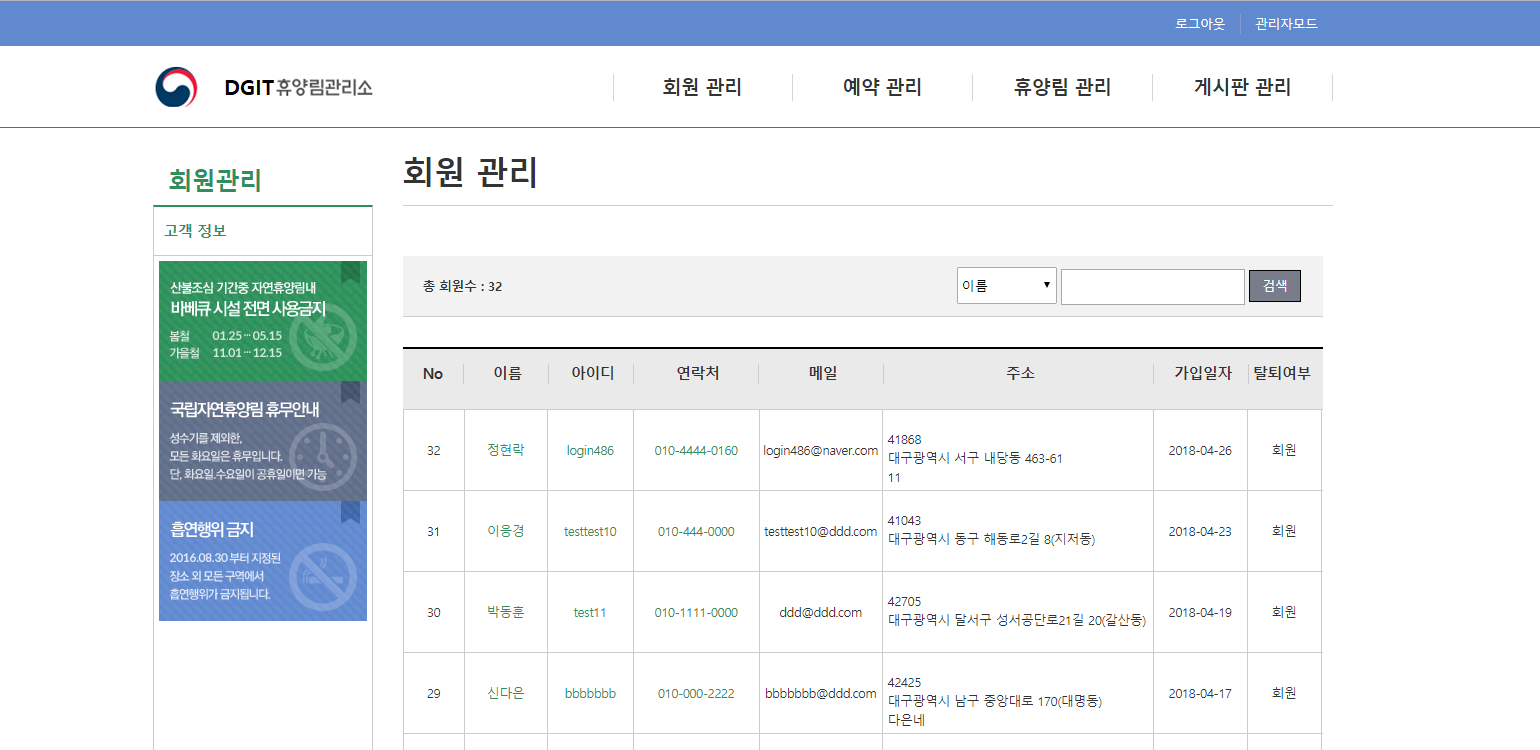 로그아웃 관리자모드
DGIT휴양림관리소 회원 관리 예약 관리 휴양림 관리 게시판 관리
회원관리
고객 정보
산불조심 기간중 자연휴양림내
바베큐 시설 전면 사용금지
봄철 01.25 ··· 05.15
가을철 11.01 ··· 12.15
국립자연휴양림 휴무안내
성수기를 제외한,
모든 화요일은 휴무입니다.
단, 화요일.수요일이 공휴일이면 가능
흡연행위 금지
2016.08.30 부터 지정된
장소 외 모든 구역에서
흡연행위가 금지됩니다.
회원 관리
총 회원수 : 32 이름 검색
No 이름 아이디 연락처 메일 주소 가입일자 탈퇴여부
32 정현락 login486 010-4444-0160 login486@naver.com 41868
대구광역시 서구 내당동 463-61
11
2018-04-26 회원
31 이응경 testtest10 010-444-0000 testtest10@ddd.com 41043
대구광역시 동구 해동로2길 8(지저동)
2018-04-23 회원
30 박동훈 test11 010-1111-0000 ddd@ddd.com 42705
대구광역시 달서구 성서공단로21길 20(갈산동)
2018-04-19 회원
29 신다은 bbbbbbb 010-000-2222 bbbbbbb@ddd.com 42425
대구광역시 남구 중앙대로 170(대명동)
다은네
2018-04-17 회원